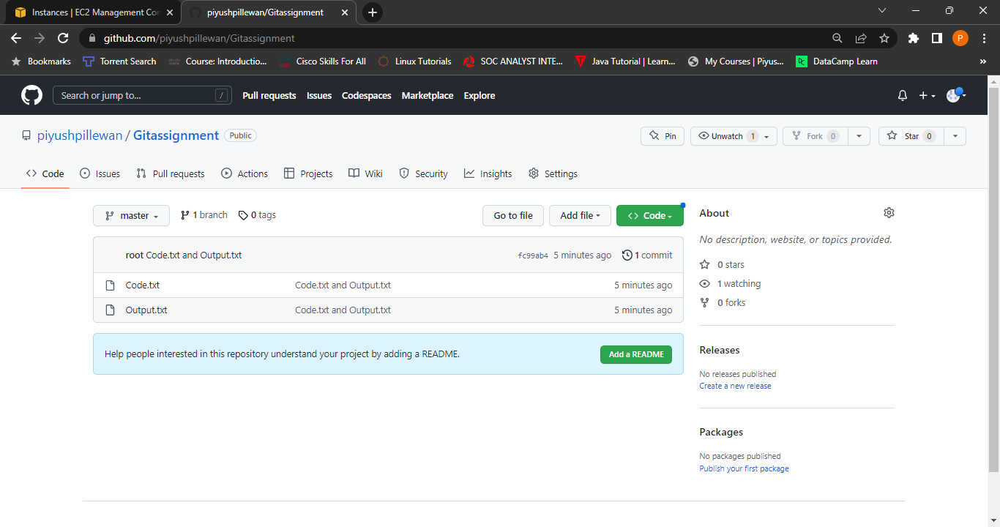 Instances | EC2 Management Con
piyushpillewan/Gitassignment
github.com/piyushpillewan/Gitassignment
P
Bookmarks
Torrent Search
Course: Introductio...
Cisco Skills For All
Linux Tutorials
SOC ANALYST INTE...
Java Tutorial | Learn...
My Courses | Piyus...
DataCamp Learn
»
Search or jump to... /
Pull requests
Issues
Codespaces
Marketplace
Explore
piyushpillewan / Gitassignment Public
Pin
Unwatch 1
Fork 0
Star 0
Code
Issues
Pull requests
Actions
Projects
Wiki
Security
Insights
Settings
master
1 branch
0 tags
Go to file
Add file
Code
root Code.txt and Output.txt fc99ab4 5 minutes ago 1 commit
Code.txt Code.txt and Output.txt 5 minutes ago
Output.txt Code.txt and Output.txt 5 minutes ago
Help people interested in this repository understand your project by adding a README. Add a README
About
No description, website, or topics provided.
0 stars
1 watching
0 forks
Releases
No releases published
Create a new release
Packages
No packages published
Publish your first package